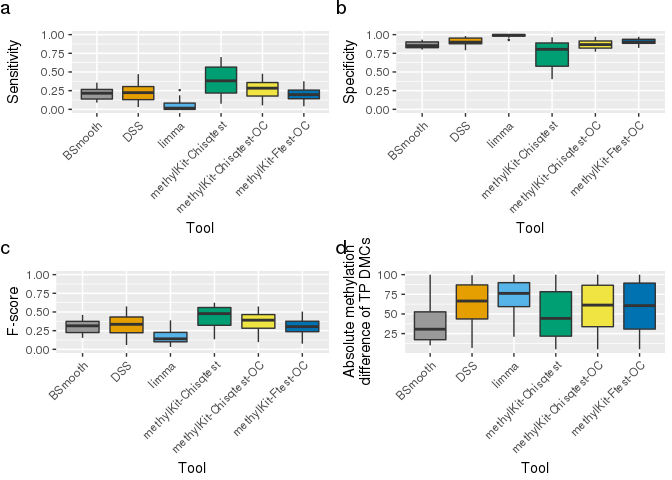 a
Sensitivity
1.00
0.75
0.50
0.25
0.00
BSmooth
DSS
limma
methylKit-Chisqtest
methylKit-Chisqtest-OC
methylKit-Ftest-OC
Tool
b
Specificity
1.00
0.75
0.50
0.25
0.00
BSmooth
DSS
limma
methylKit-Chisqtest
methylKit-Chisqtest-OC
methylKit-Ftest-OC
Tool
c
F-score
1.00
0.75
0.50
0.25
0.00
BSmooth
DSS
limma
methylKit-Chisqtest
methylKit-Chisqtest-OC
methylKit-Ftest-OC
Tool
d
Absolute methylation
difference of TP DMCs
100
75
50
25
BSmooth
DSS
limma
methylKit-Chisqtest
methylKit-Chisqtest-OC
methylKit-Ftest-OC
Tool